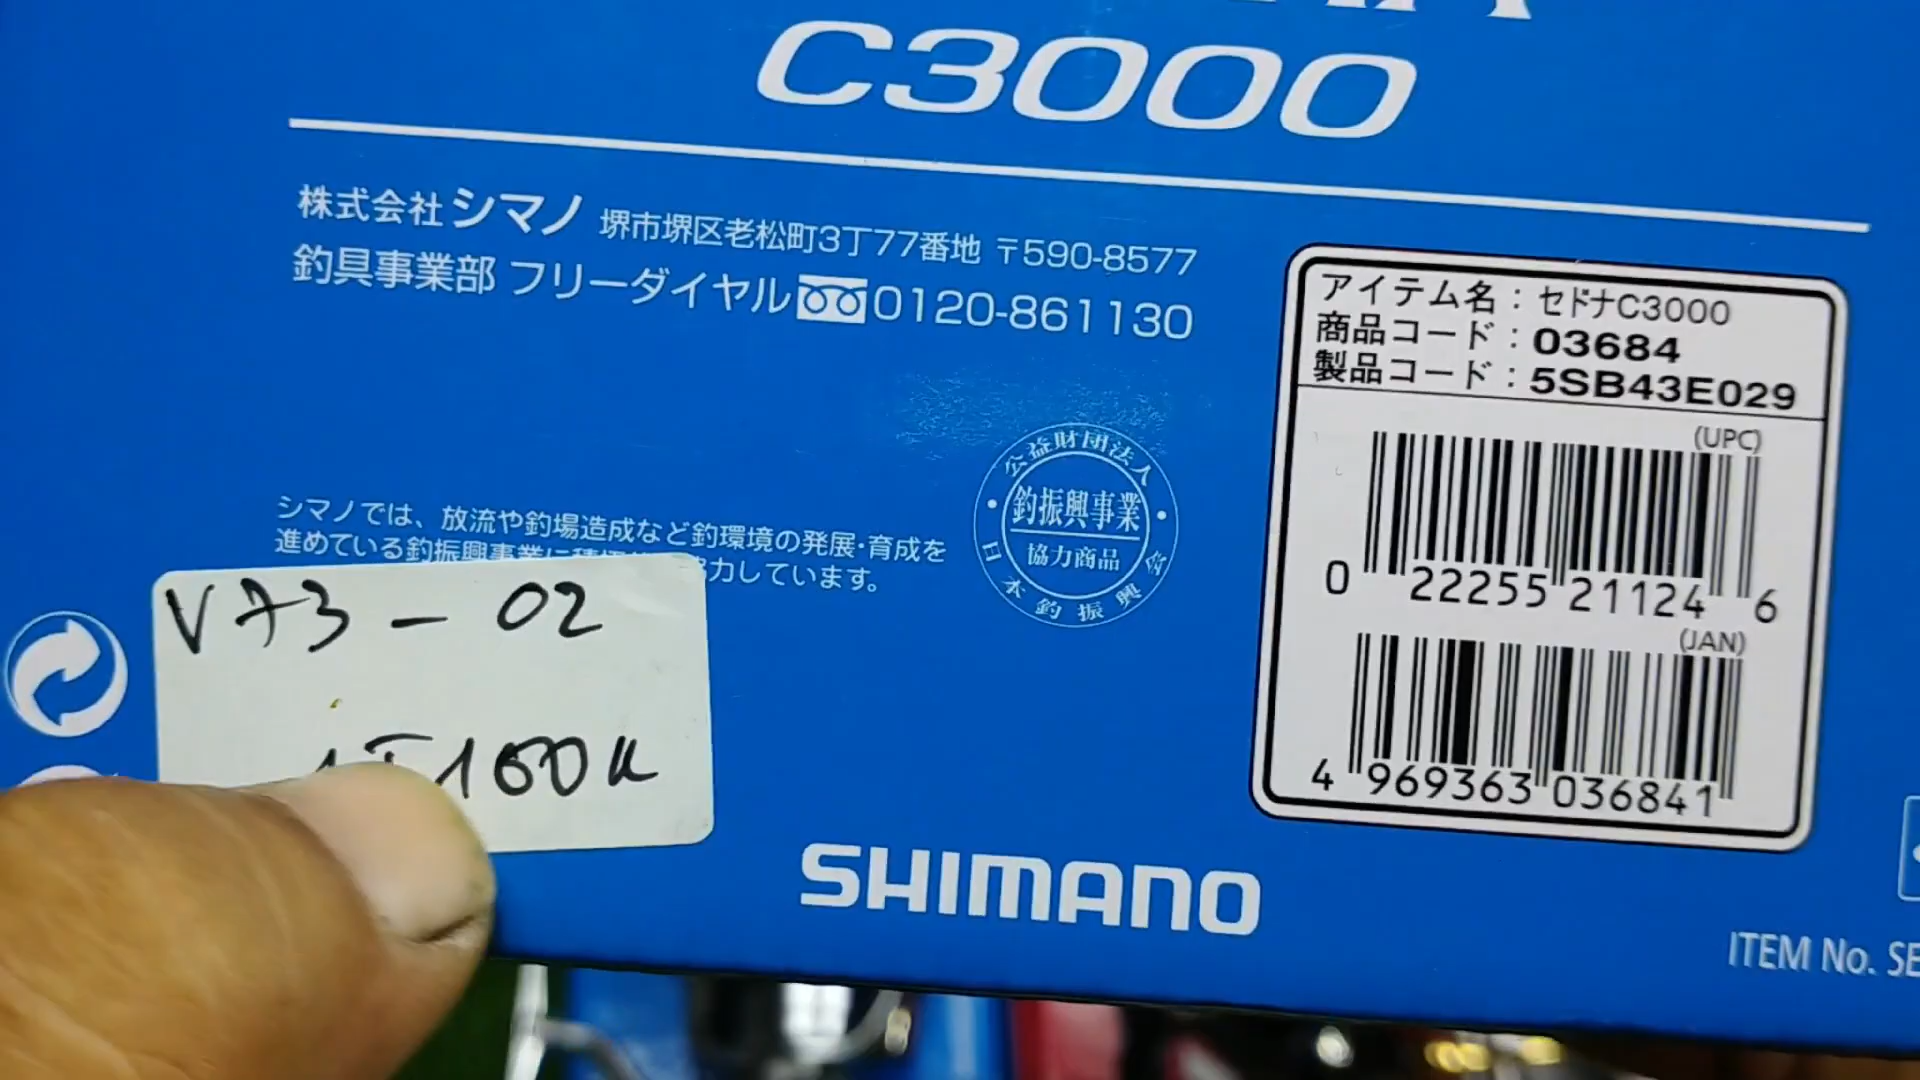 C3000
株式会社シマノ 堺市堺区老松町3丁77番地 〒590-8577
釣具事業部 フリーダイヤル 0120-861130
アイテム名：セドナC3000
商品コード：03684
製品コード：5SB43E029
(UPC)
0 22255 21124 6
(JAN)
4 969363 036841
公益財団法人
釣振興事業
協力商品
日本釣振興会
シマノでは、放流や釣場造成など釣環境の発展・育成を
進めている釣振興事業に積極 力しています。
V73-02
1T160K
SHIMANO
ITEM No. SE